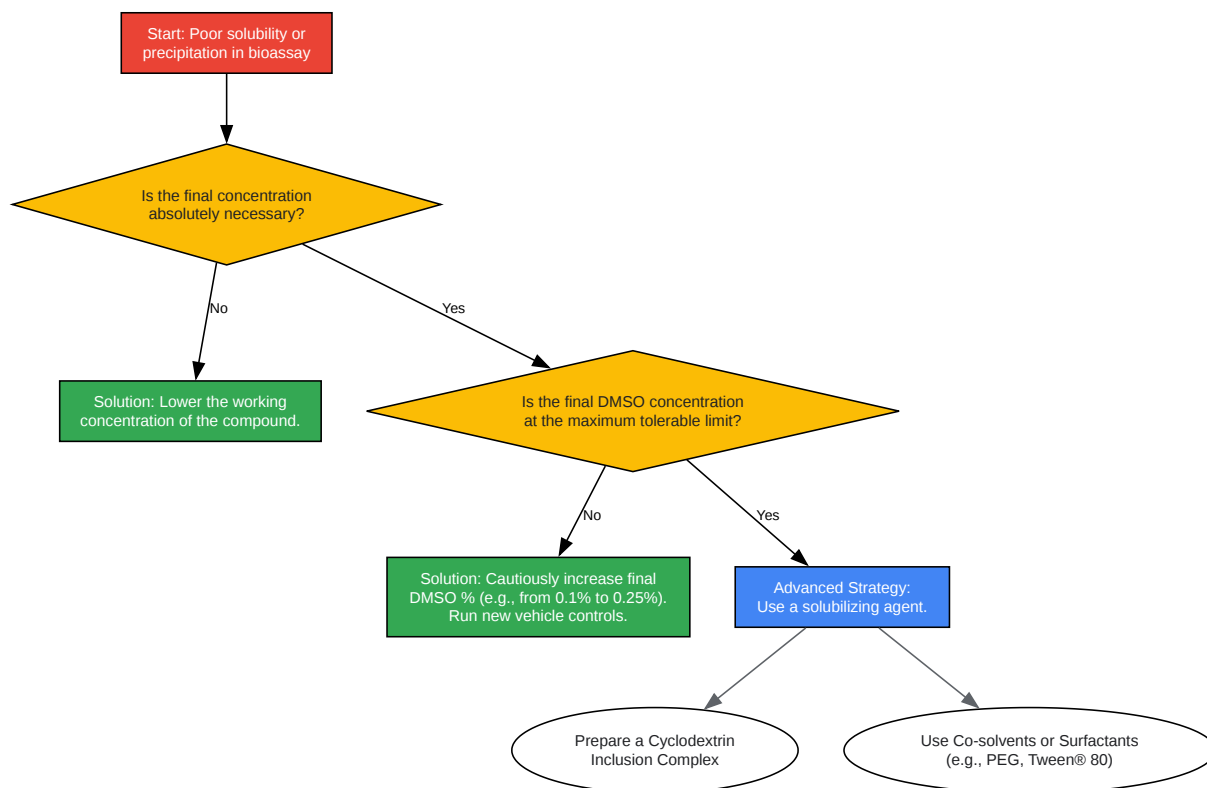 Start: Poor solubility or
precipitation in bioassay
Is the final concentration
absolutely necessary?
No
Yes
Solution: Lower the working
concentration of the compound.
Is the final DMSO concentration
at the maximum tolerable limit?
No
Yes
Solution: Cautiously increase final
DMSO % (e.g., from 0.1% to 0.25%).
Run new vehicle controls.
Advanced Strategy:
Use a solubilizing agent.
Prepare a Cyclodextrin
Inclusion Complex
Use Co-solvents or Surfactants
(e.g., PEG, Tween® 80)